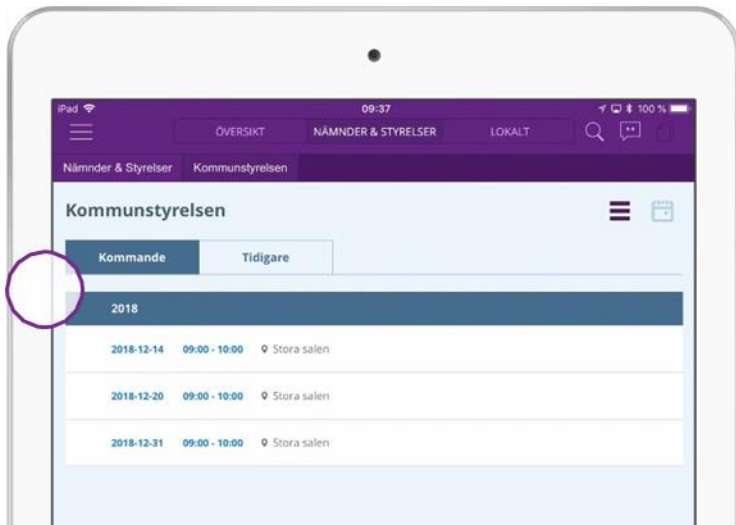 iPad 09:37 100 %
ÖVERSIKT NÄMNDER & STYRELSER LOKALT
Nämnder & Styrelser Kommunstyrelsen
Kommunstyrelsen
Kommande Tidigare
2018
2018-12-14 09:00 - 10:00 Stora salen
2018-12-20 09:00 - 10:00 Stora salen
2018-12-31 09:00 - 10:00 Stora salen